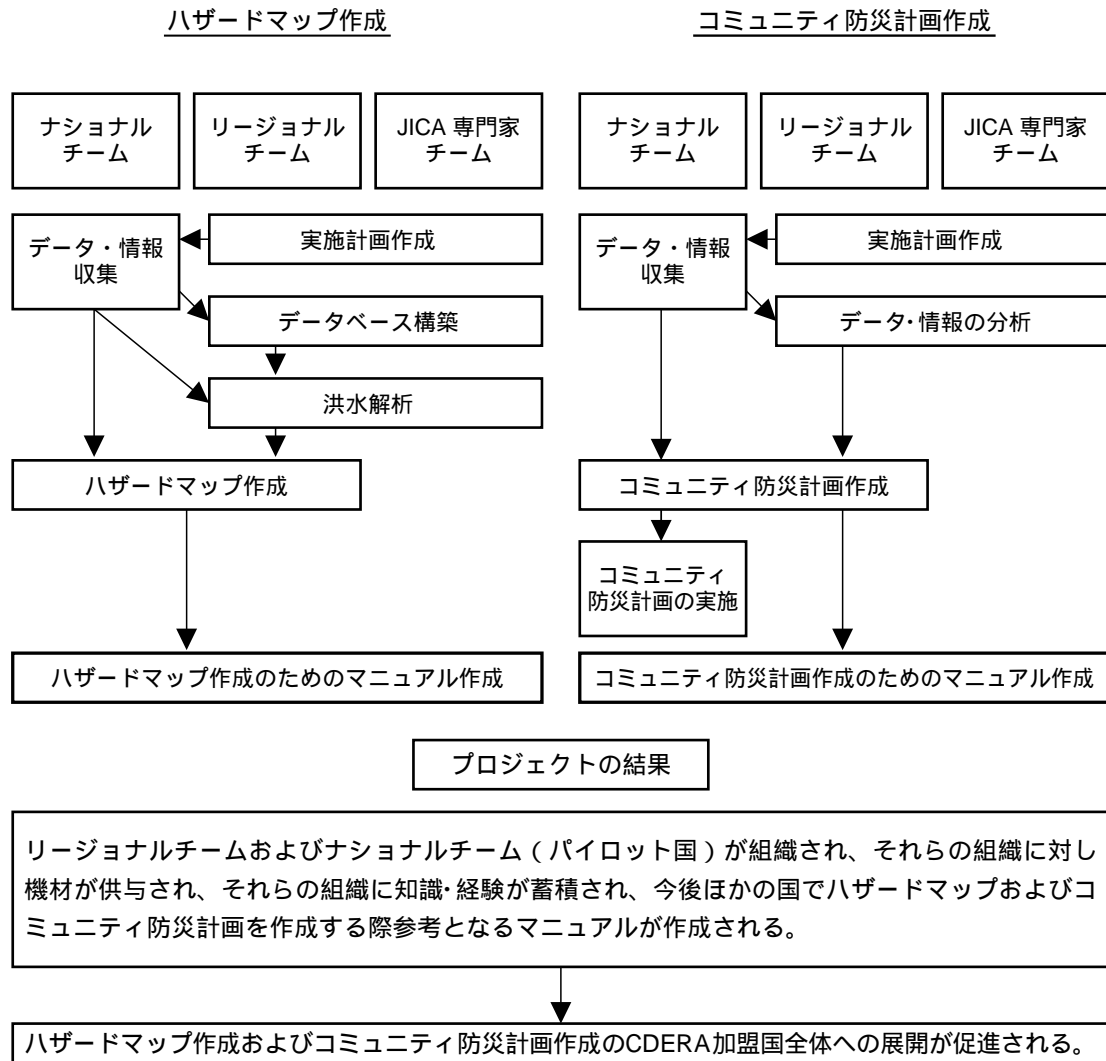 ハザードマップ作成
コミュニティ防災計画作成
ナショナル
チーム
リージョナル
チーム
JICA 専門家
チーム
ナショナル
チーム
リージョナル
チーム
JICA 専門家
チーム
データ・情報
収集
実施計画作成
データベース構築
洪水解析
ハザードマップ作成
データ・情報
収集
実施計画作成
データ・情報の分析
コミュニティ防災計画作成
コミュニティ
防災計画の実施
ハザードマップ作成のためのマニュアル作成
コミュニティ防災計画作成のためのマニュアル作成
プロジェクトの結果
リージョナルチームおよびナショナルチーム（パイロット国）が組織され、それらの組織に対し
機材が供与され、それらの組織に知識・経験が蓄積され、今後ほかの国でハザードマップおよびコ
ミュニティ防災計画を作成する際参考となるマニュアルが作成される。
ハザードマップ作成およびコミュニティ防災計画作成のCDERA加盟国全体への展開が促進される。